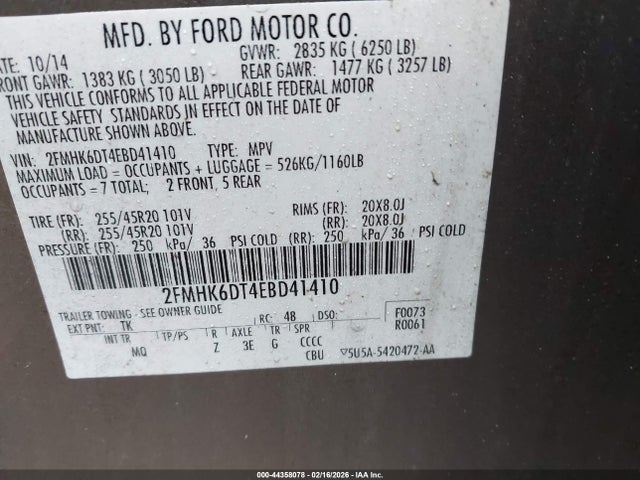 MFD. BY FORD MOTOR CO.
ATE: 10/14 GVWR: 2835 KG ( 6250 LB)
FRONT GAWR: 1383 KG ( 3050 LB) REAR GAWR: 1477 KG ( 3257 LB)
THIS VEHICLE CONFORMS TO ALL APPLICABLE FEDERAL MOTOR
VEHICLE SAFETY STANDARDS IN EFFECT ON THE DATE OF
MANUFACTURE SHOWN ABOVE.
VIN: 2FMHK6DT4EBD41410 TYPE: MPV
MAXIMUM LOAD = OCCUPANTS + LUGGAGE = 526KG/1160LB
OCCUPANTS = 7 TOTAL; 2 FRONT, 5 REAR
TIRE (FR): 255/45R20 101V RIMS (FR): 20X8.0J
(RR): 255/45R20 101V (RR): 20X8.0J
PRESSURE (FR): 250 kPa/ 36 PSI COLD (RR): 250 kPa/ 36 PSI COLD
2FMHK6DT4EBD41410
TRAILER TOWING - SEE OWNER GUIDE
EXT PNT: TK RC: 48 DSO: F0073
INT TR TP/PS R AXLE TR SPR R0061
MQ Z 3E G CCCC
CBU ▽5U5A-5420472-AA
000-44358078 - 02/16/2026 - IAA Inc.